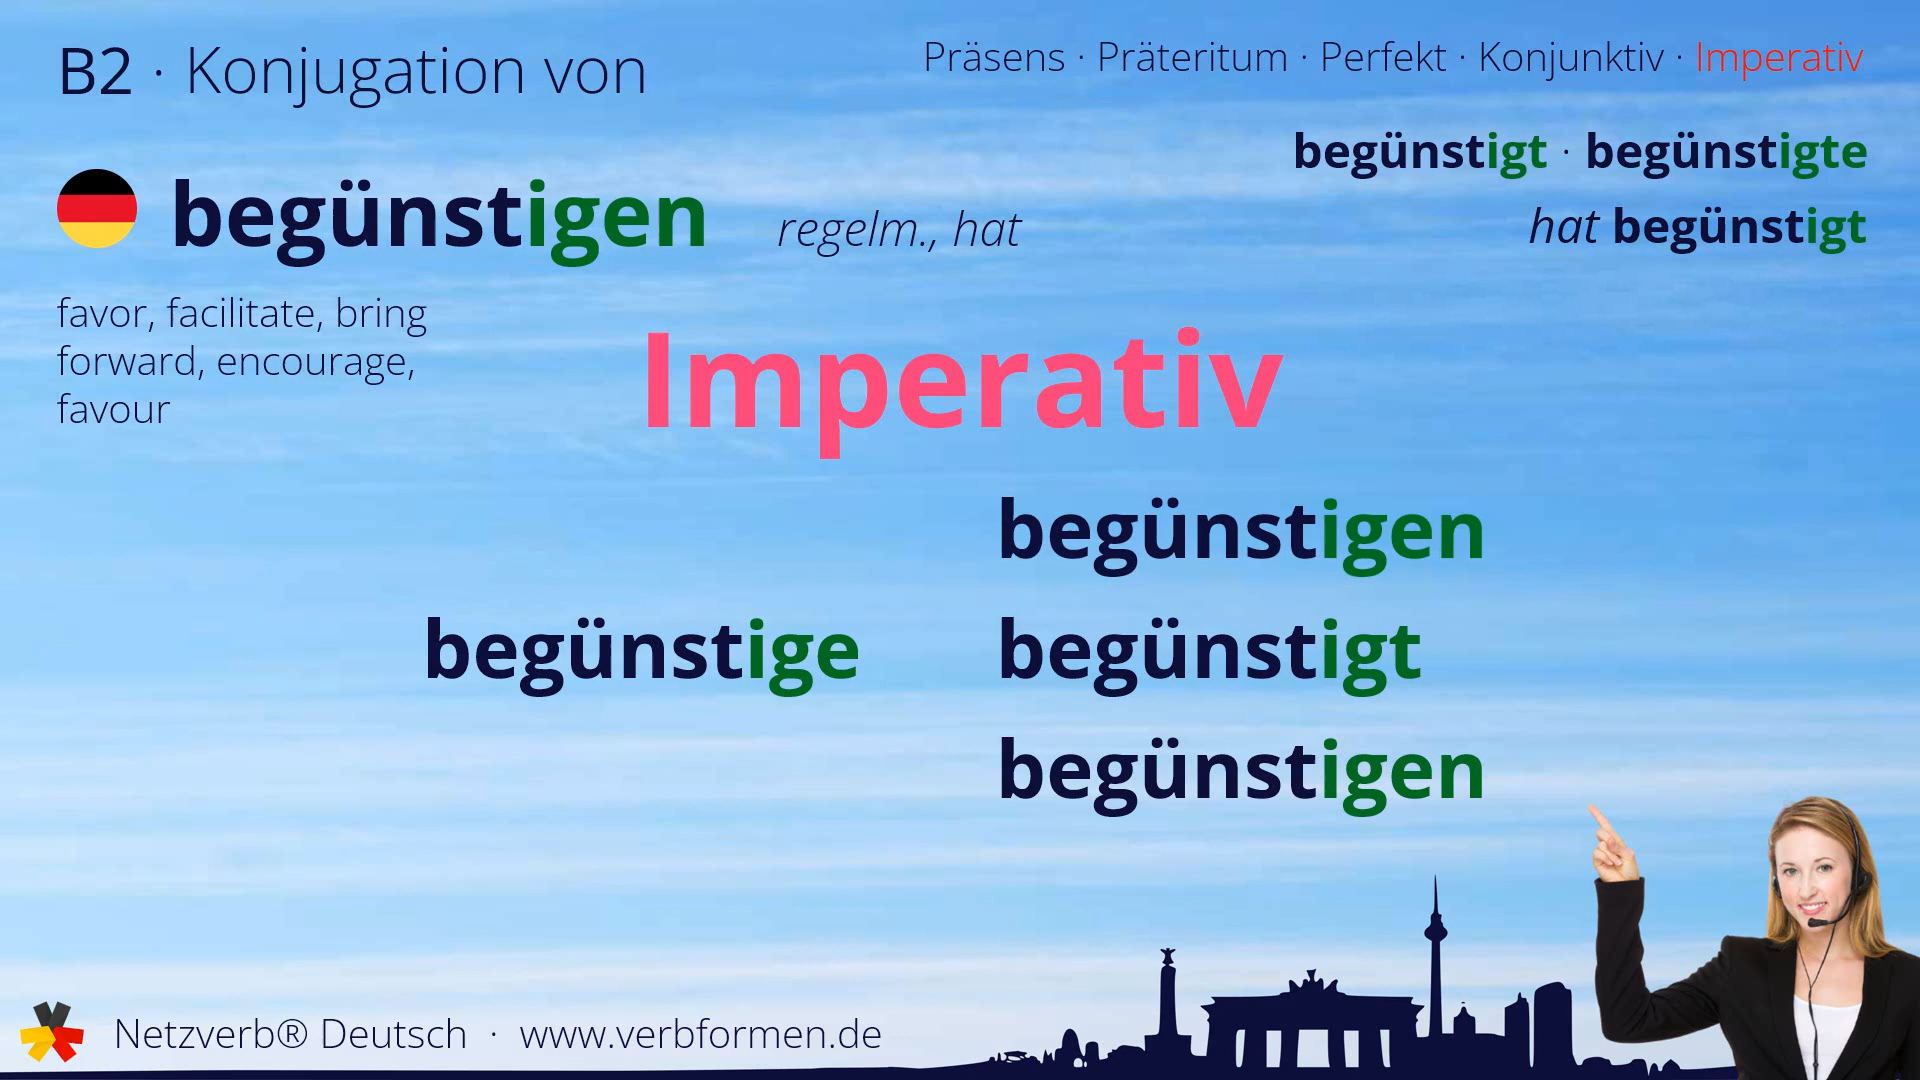 B2 · Konjugation von
Präsens · Präteritum · Perfekt · Konjunktiv · Imperativ
begünstigen regelm., hat
begünstigt · begünstigte
hat begünstigt
favor, facilitate, bring
forward, encourage,
favour
Imperativ
begünstigen
begünstige begünstigt
begünstigen
Netzverb® Deutsch · www.verbformen.de